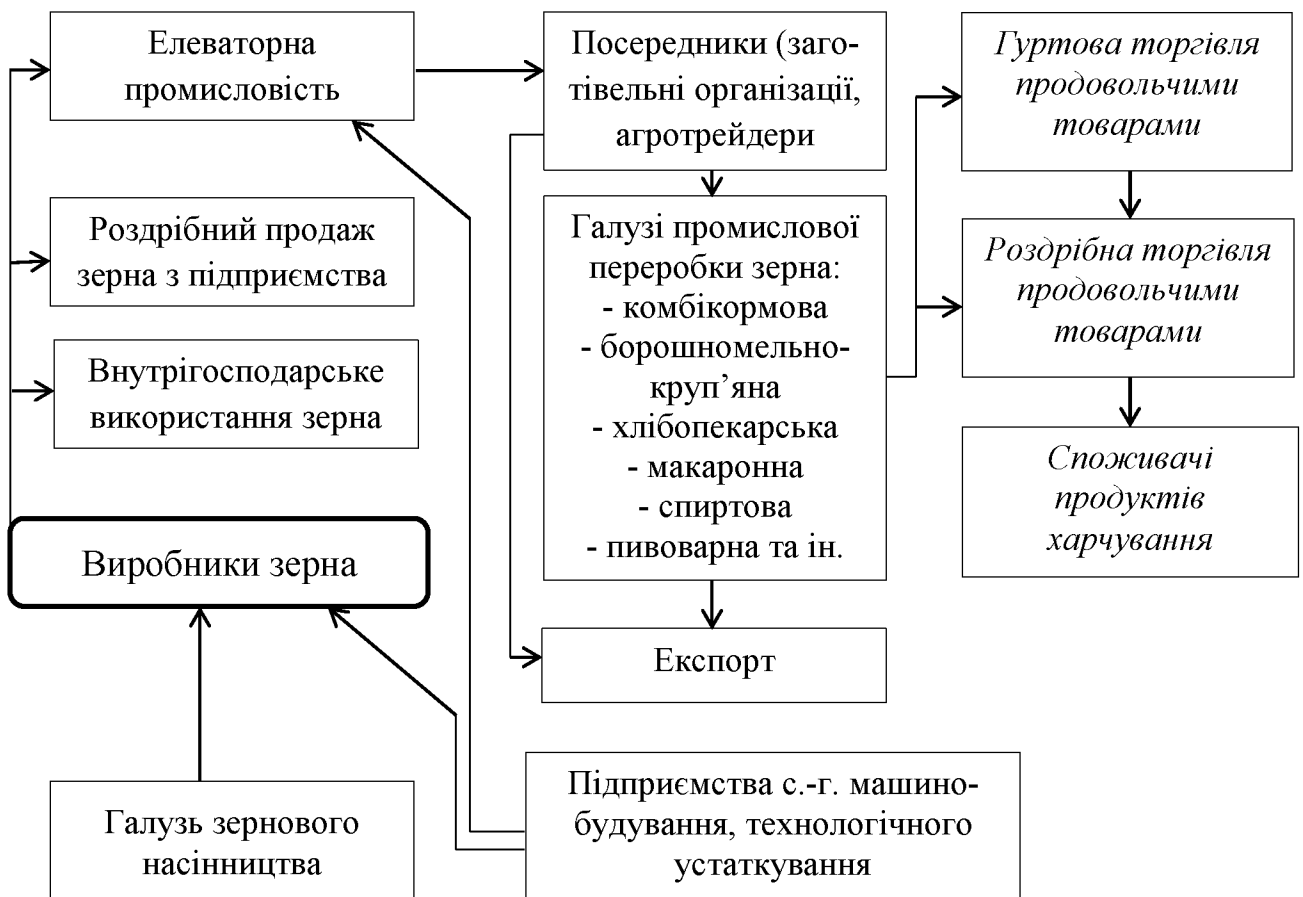 Елеваторна
промисловість
Посередники (заго-
тівельні організації,
агротрейдери
Гуртова торгівля
продовольчими
товарами
Роздрібний продаж
зерна з підприємства
Галузі промислової
переробки зерна:
- комбікормова
- борошномельно-
круп’яна
- хлібопекарська
- макаронна
- спиртова
- пивоварна та ін.
Роздрібна торгівля
продовольчими
товарами
Внутрігосподарське
використання зерна
Споживачі
продуктів
харчування
Виробники зерна
Експорт
Галузь зернового
насінництва
Підприємства с.-г. машино-
будування, технологічного
устаткування